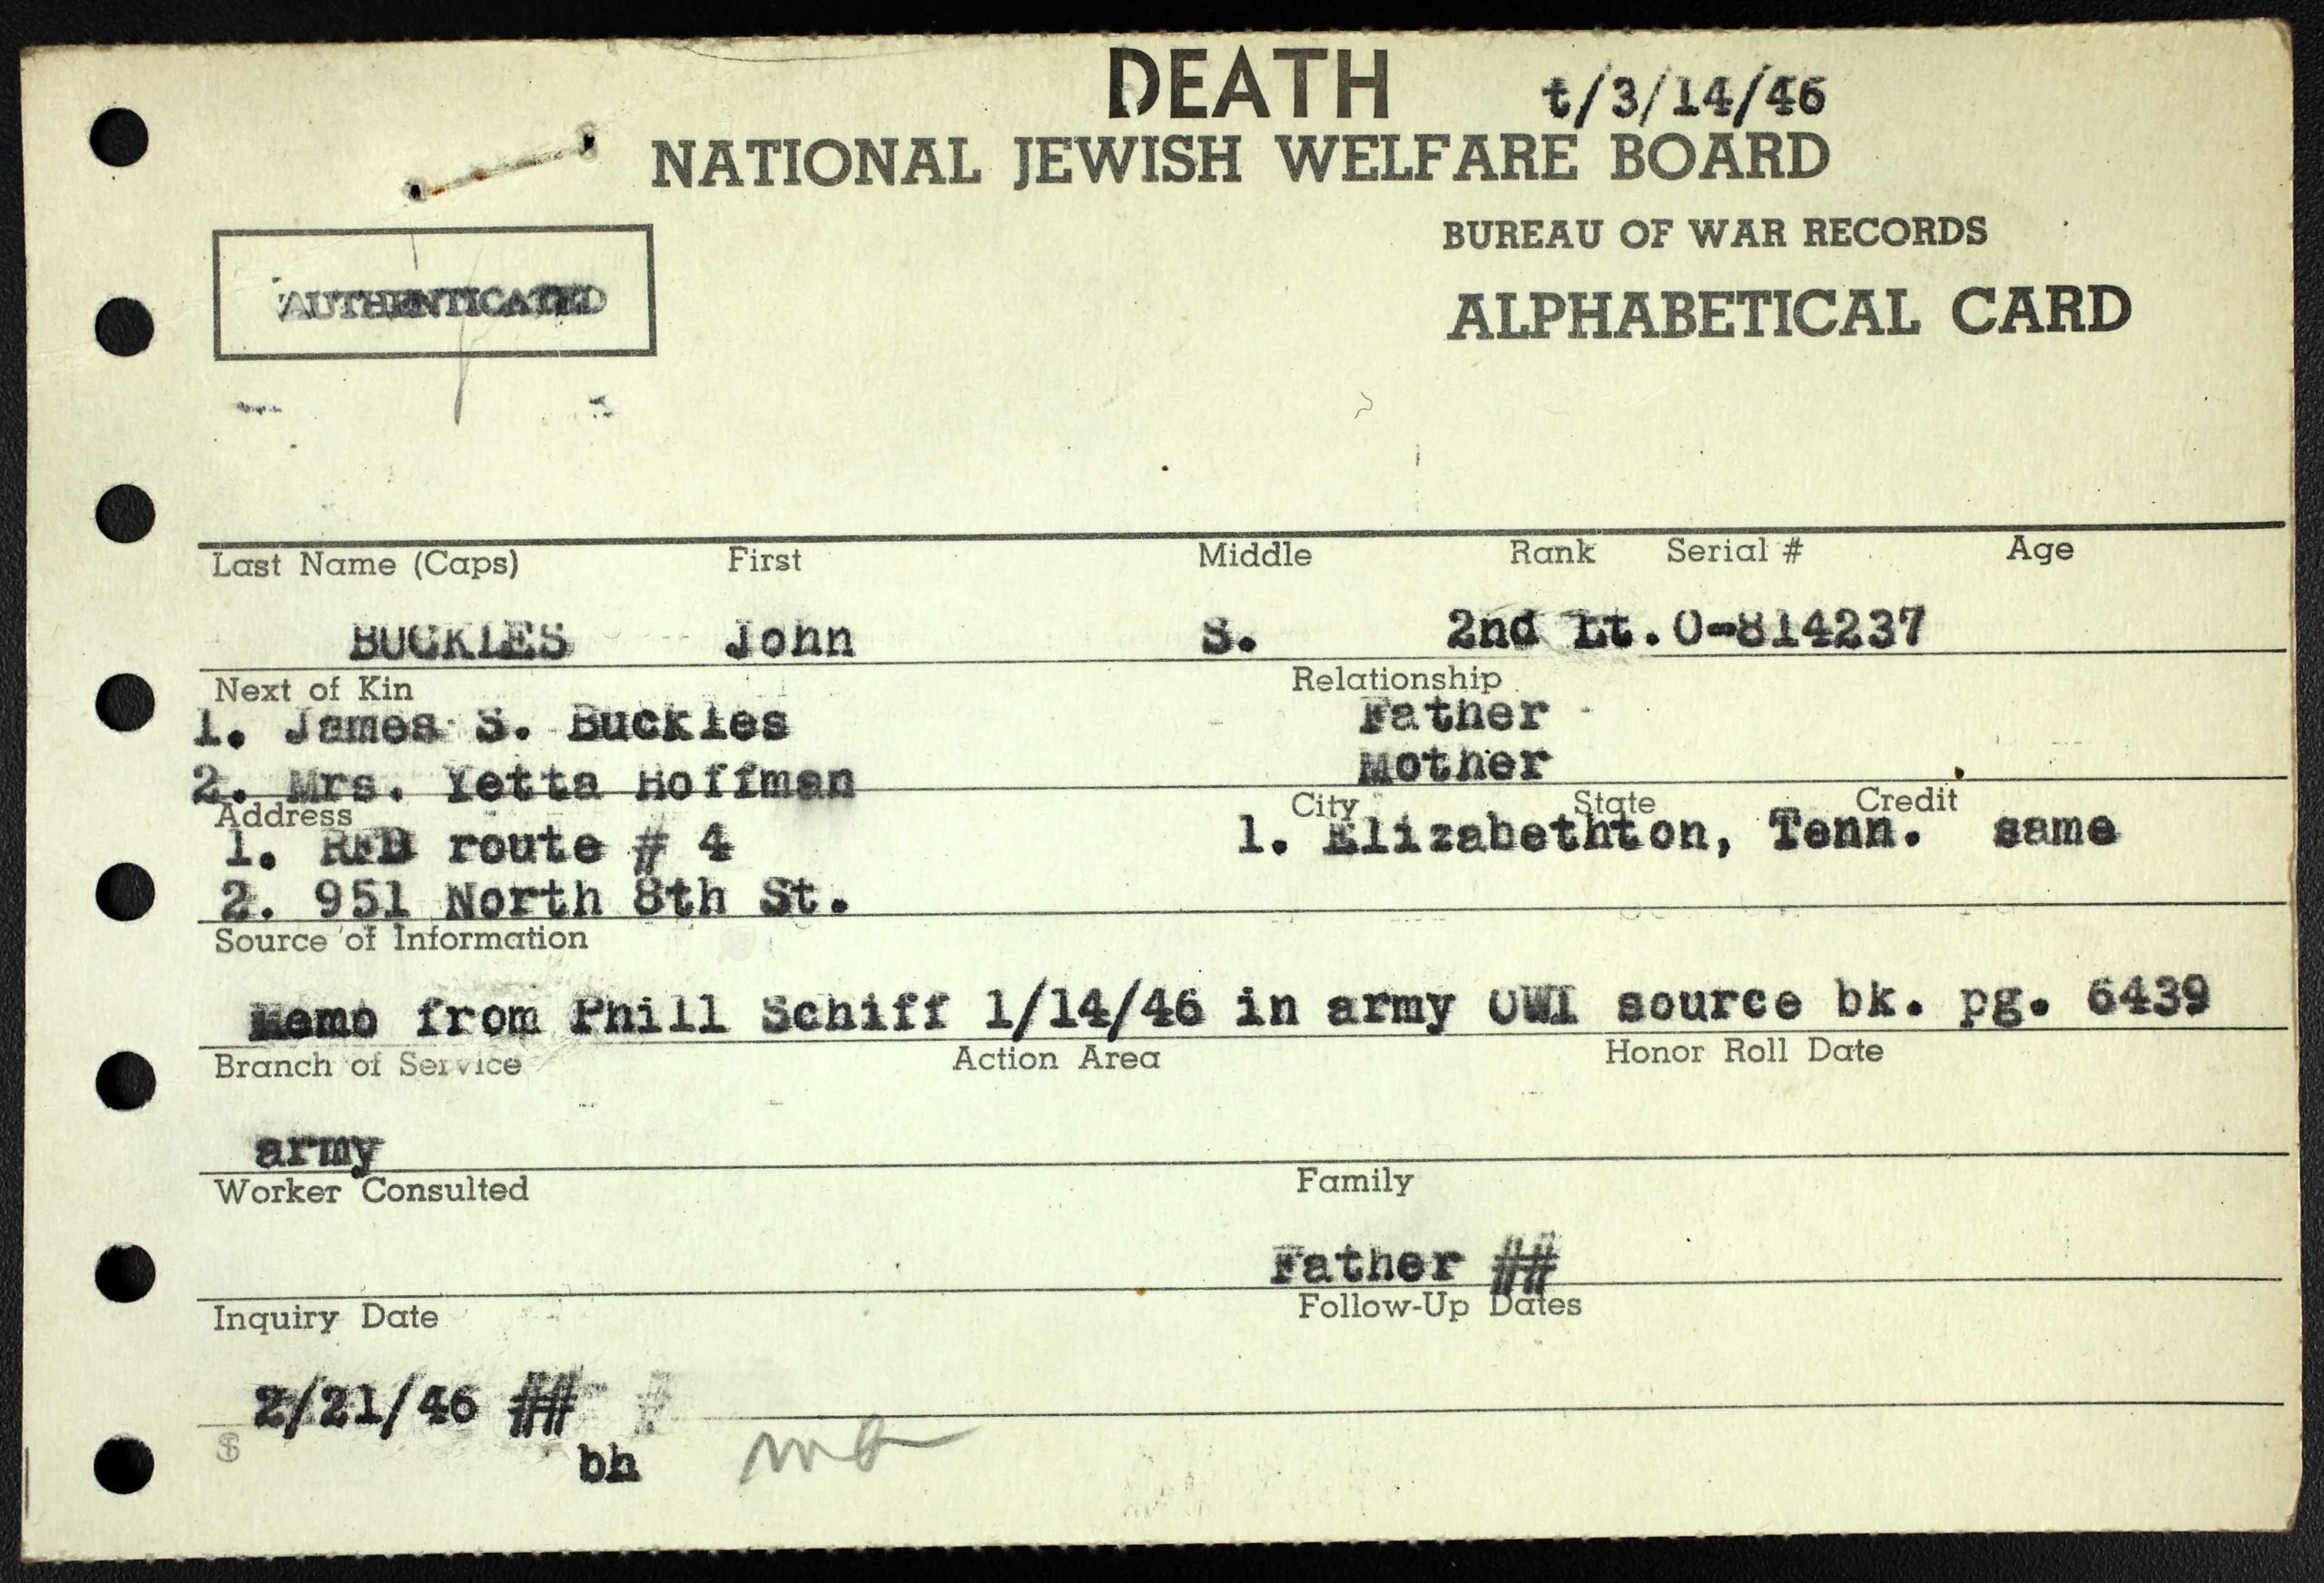 DEATH t/3/14/46
NATIONAL JEWISH WELFARE BOARD
BUREAU OF WAR RECORDS
AUTHENTICATED
ALPHABETICAL CARD
Last Name (Caps) First Middle Rank Serial # Age
BUCKLES John S. 2nd Lt. O-814237
Next of Kin Relationship
1. James S. Buckles Father
2. Mrs. Yetta Hoffman Mother
Address City State Credit
1. RFD route # 4 1. Elizabethton, Tenn. same
2. 951 North 8th St.
Source of Information
Memo from Phill Schiff 1/14/46 in army OWI source bk. pg. 6439
Branch of Service Action Area Honor Roll Date
army
Worker Consulted Family
Father ##
Inquiry Date Follow-Up Dates
2/21/46 ## #
bh